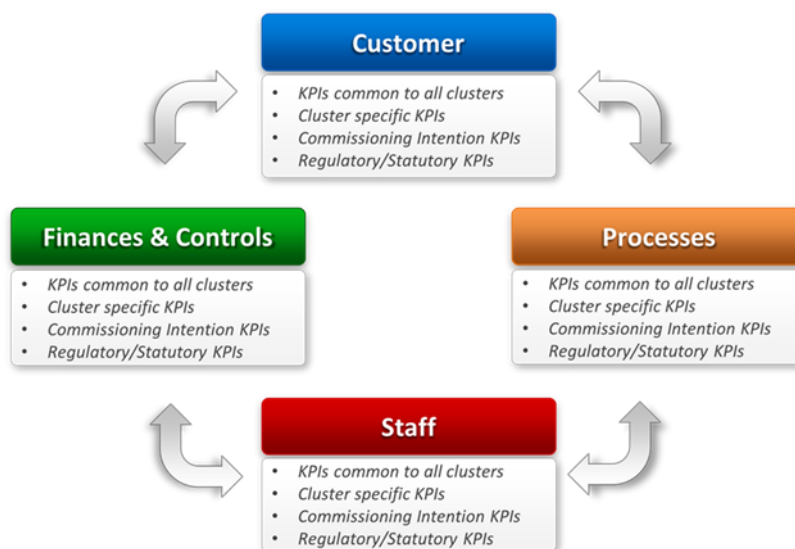 Customer
• KPIs common to all clusters
• Cluster specific KPIs
• Commissioning Intention KPIs
• Regulatory/Statutory KPIs
Finances & Controls
• KPIs common to all clusters
• Cluster specific KPIs
• Commissioning Intention KPIs
• Regulatory/Statutory KPIs
Processes
• KPIs common to all clusters
• Cluster specific KPIs
• Commissioning Intention KPIs
• Regulatory/Statutory KPIs
Staff
• KPIs common to all clusters
• Cluster specific KPIs
• Commissioning Intention KPIs
• Regulatory/Statutory KPIs